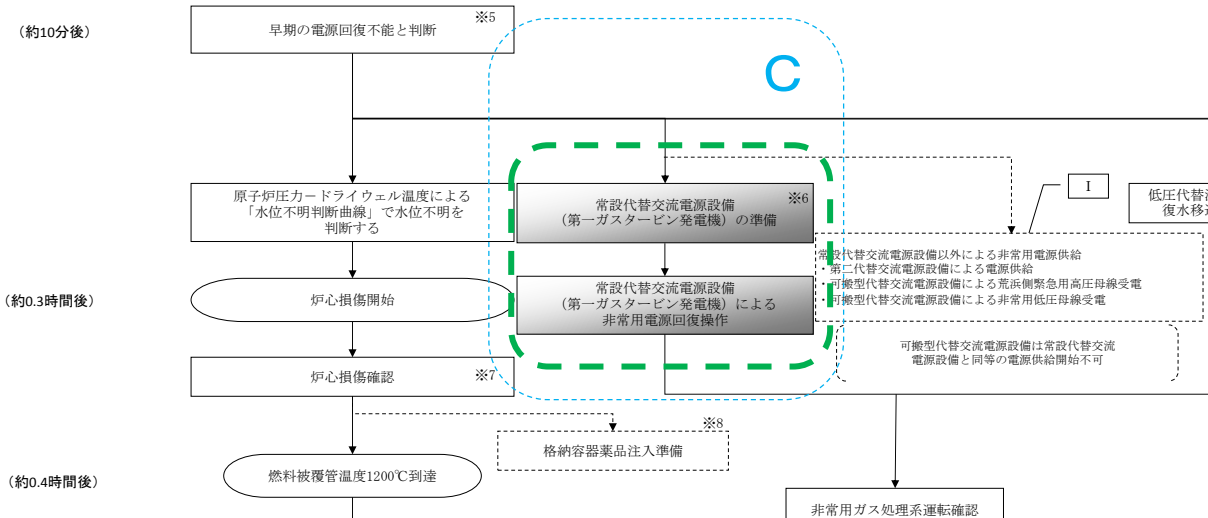 (約10分後)
早期の電源回復不能と判断
※5
C
原子炉圧力－ドライウェル温度による
「水位不明判断曲線」で水位不明を
判断する
常設代替交流電源設備
(第一ガスタービン発電機)の準備
※6
I
低圧代替注
復水移送
常設代替交流電源設備以外による非常用電源供給
・第二代替交流電源設備による電源供給
・可搬型代替交流電源設備による荒浜側緊急用高圧母線受電
・可搬型代替交流電源設備による非常用低圧母線受電
(約0.3時間後)
炉心損傷開始
常設代替交流電源設備
(第一ガスタービン発電機)による
非常用電源回復操作
可搬型代替交流電源設備は常設代替交流
電源設備と同等の電源供給開始不可
炉心損傷確認
※7
※8
格納容器薬品注入準備
(約0.4時間後)
燃料被覆管温度1200℃到達
非常用ガス処理系運転確認